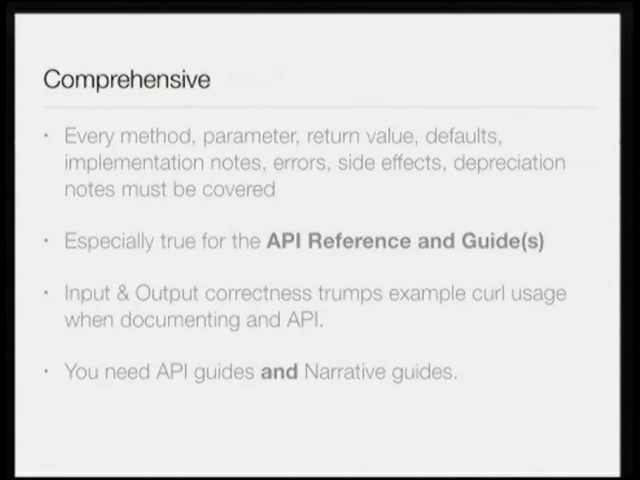 Comprehensive
• Every method, parameter, return value, defaults,
implementation notes, errors, side effects, depreciation
notes must be covered
• Especially true for the API Reference and Guide(s)
• Input & Output correctness trumps example curl usage
when documenting and API.
• You need API guides and Narrative guides.